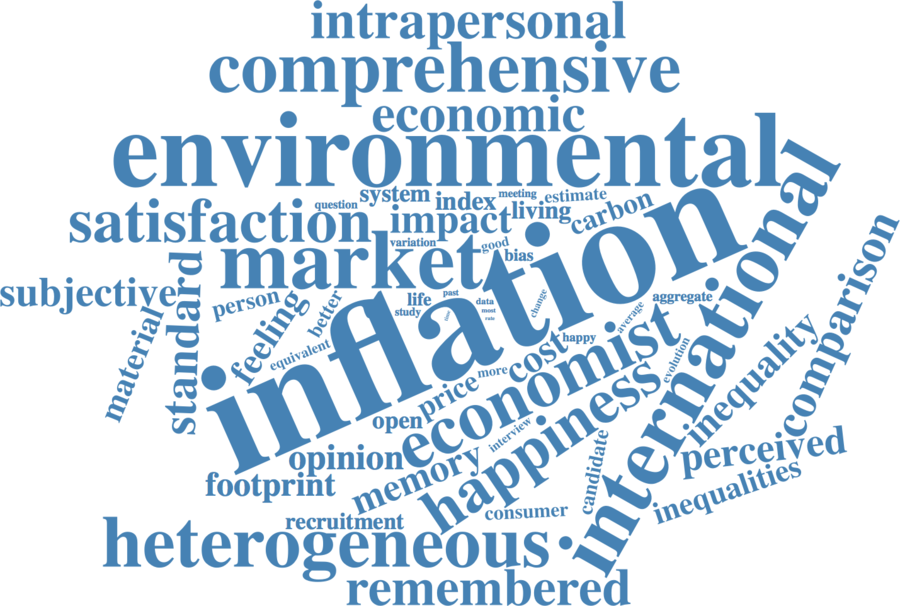 intrapersonal
comprehensive
economic
environmental
system
index
meeting
estimate
question
satisfaction
impact
living
carbon
market
variation
good
bias
inflation
international
subjective
standard
person
feeling
better
material
equivalent
life
past
study
time
data
most
rate
change
aggregate
average
happy
evolution
comparison
inequality
more
cost
price
open
economist
happiness
interview
opinion
memory
footprint
candidate
perceived
inequalities
consumer
recruitment
heterogeneous
remembered